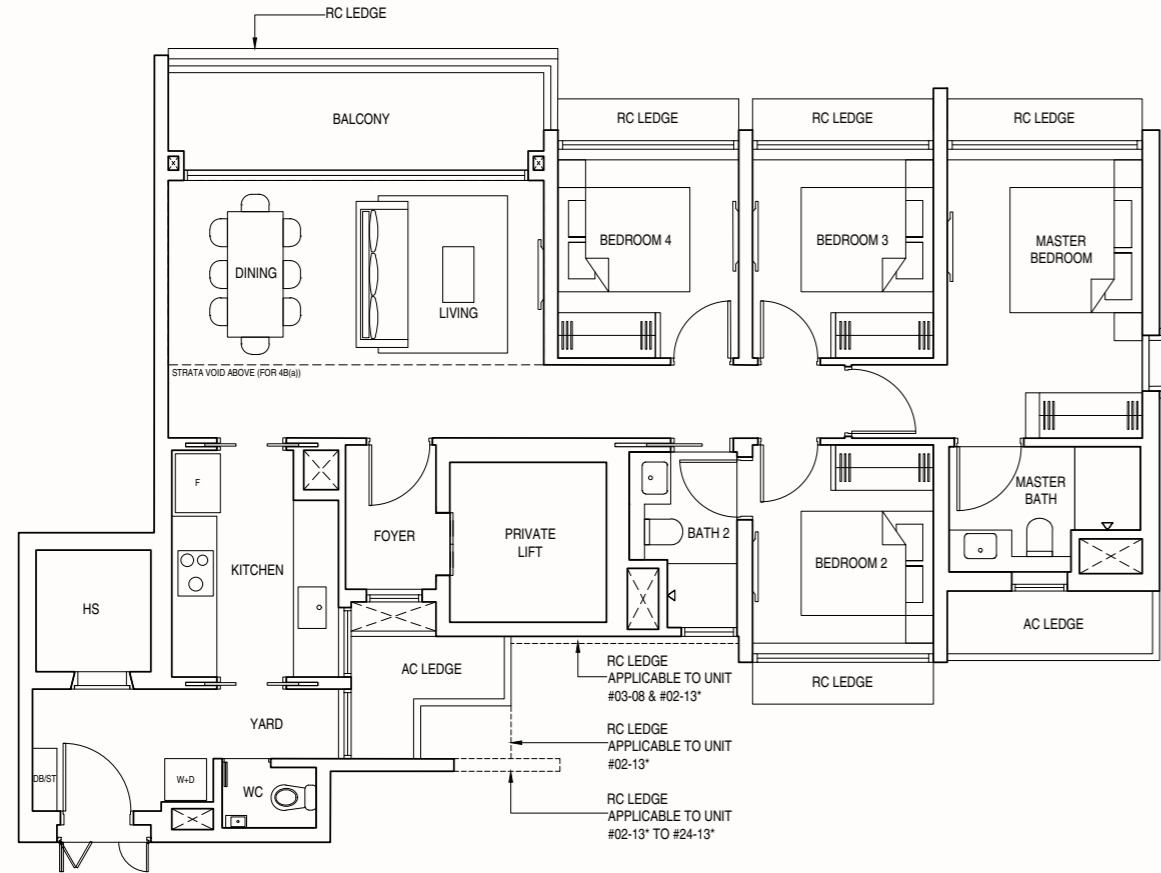 RC LEDGE
BALCONY
RC LEDGE
RC LEDGE
RC LEDGE
BEDROOM 4
BEDROOM 3
MASTER
BEDROOM
DINING
LIVING
STRATA VOID ABOVE (FOR 4B(a))
F
FOYER
PRIVATE
LIFT
BATH 2
MASTER
BATH
KITCHEN
BEDROOM 2
HS
AC LEDGE
AC LEDGE
RC LEDGE
APPLICABLE TO UNIT
#03-08 & #02-13*
RC LEDGE
YARD
RC LEDGE
APPLICABLE TO UNIT
#02-13*
DB/ST
W+D
WC
RC LEDGE
APPLICABLE TO UNIT
#02-13* TO #24-13*